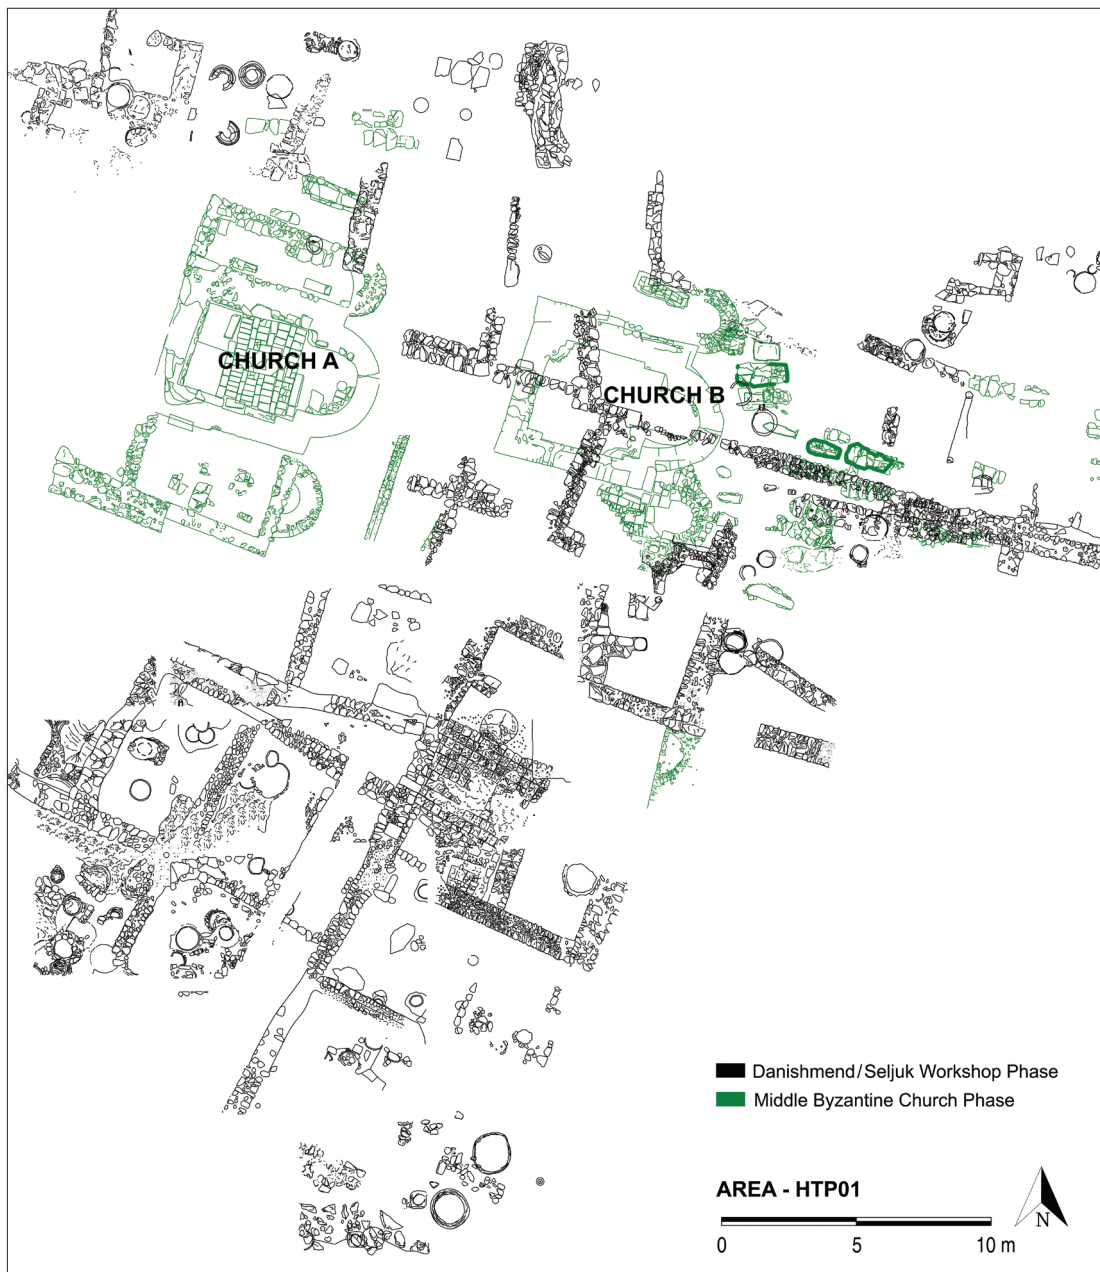 CHURCH A
CHURCH B
Danishmend/Seljuk Workshop Phase
Middle Byzantine Church Phase
AREA - HTP01
N
0 5 10 m